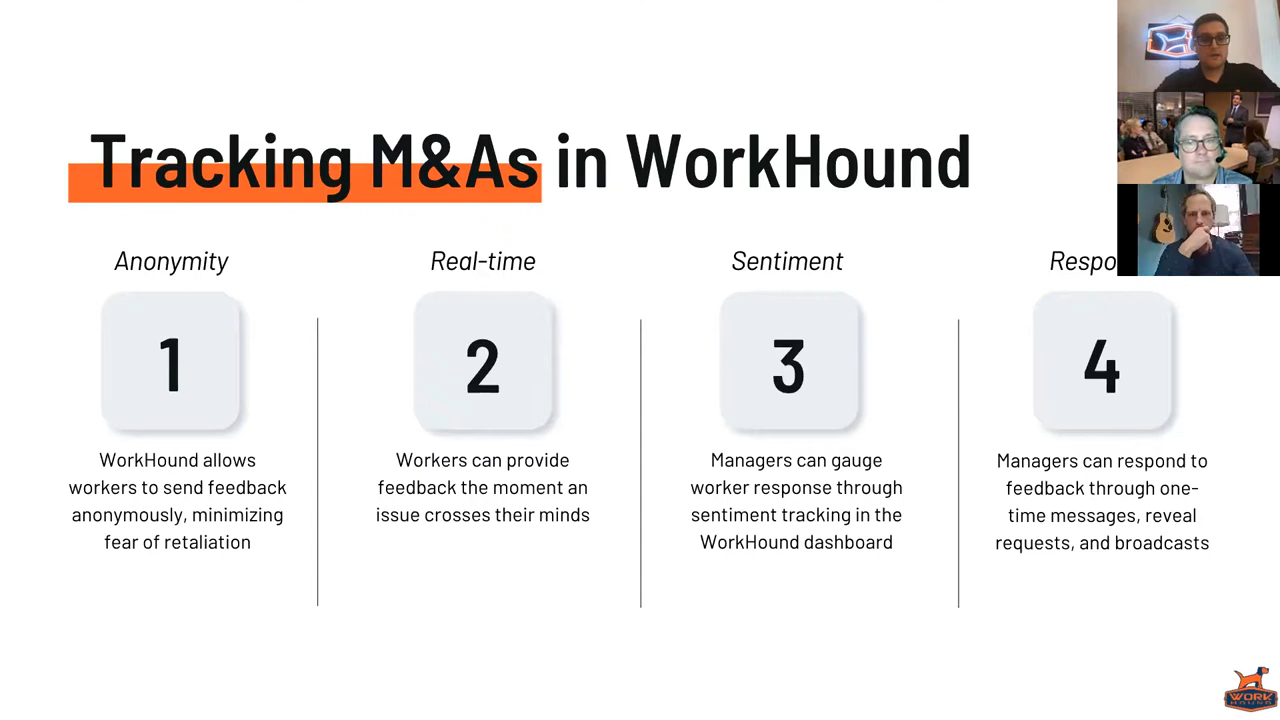 Tracking M&As in WorkHound
Anonymity
1
WorkHound allows
workers to send feedback
anonymously, minimizing
fear of retaliation
Real-time
2
Workers can provide
feedback the moment an
issue crosses their minds
Sentiment
3
Managers can gauge
worker response through
sentiment tracking in the
WorkHound dashboard
Respo
4
Managers can respond to
feedback through one-
time messages, reveal
requests, and broadcasts
WORK
HOUND